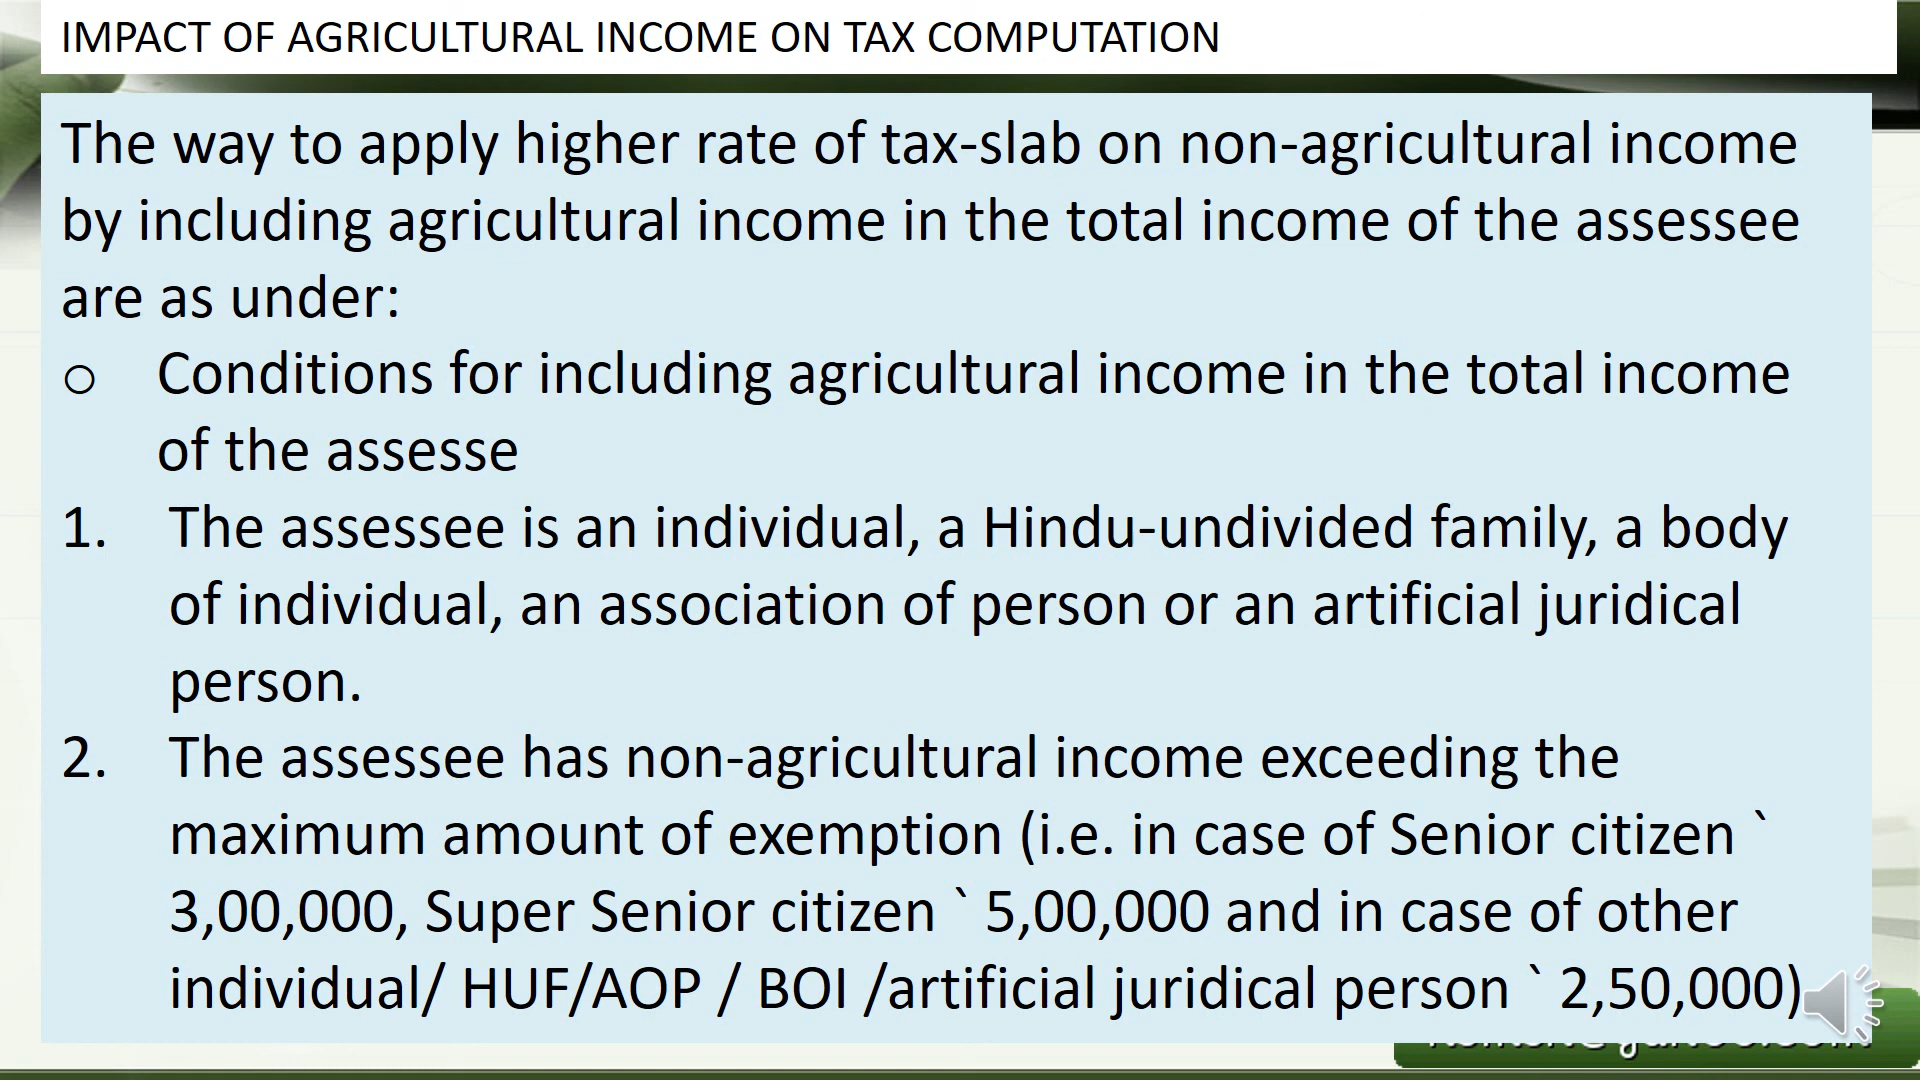 IMPACT OF AGRICULTURAL INCOME ON TAX COMPUTATION
The way to apply higher rate of tax-slab on non-agricultural income
by including agricultural income in the total income of the assessee
are as under:
o Conditions for including agricultural income in the total income
of the assesse
1. The assessee is an individual, a Hindu-undivided family, a body
of individual, an association of person or an artificial juridical
person.
2. The assessee has non-agricultural income exceeding the
maximum amount of exemption (i.e. in case of Senior citizen `
3,00,000, Super Senior citizen ` 5,00,000 and in case of other
individual/ HUF/AOP / BOI /artificial juridical person ` 2,50,000)